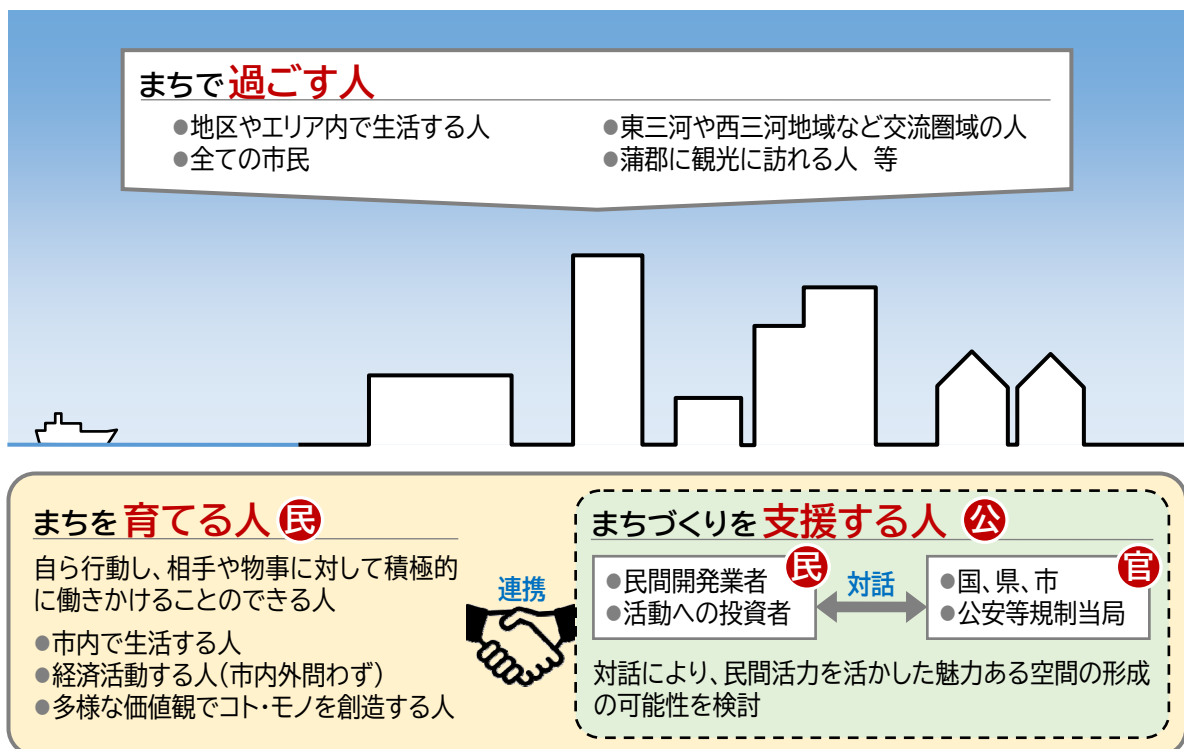 まちで過ごす人
●地区やエリア内で生活する人
●全ての市民
●東三河や西三河地域など交流圏域の人
●蒲郡に観光に訪れる人 等
まちを育てる人 民
自ら行動し、相手や物事に対して積極的
に働きかけることのできる人
●市内で生活する人
●経済活動する人(市内外問わず)
●多様な価値観でコト・モノを創造する人
連携
まちづくりを支援する人 公
民
●民間開発業者
●活動への投資者
対話
官
●国、県、市
●公安等規制当局
対話により、民間活力を活かした魅力ある空間の形成
の可能性を検討